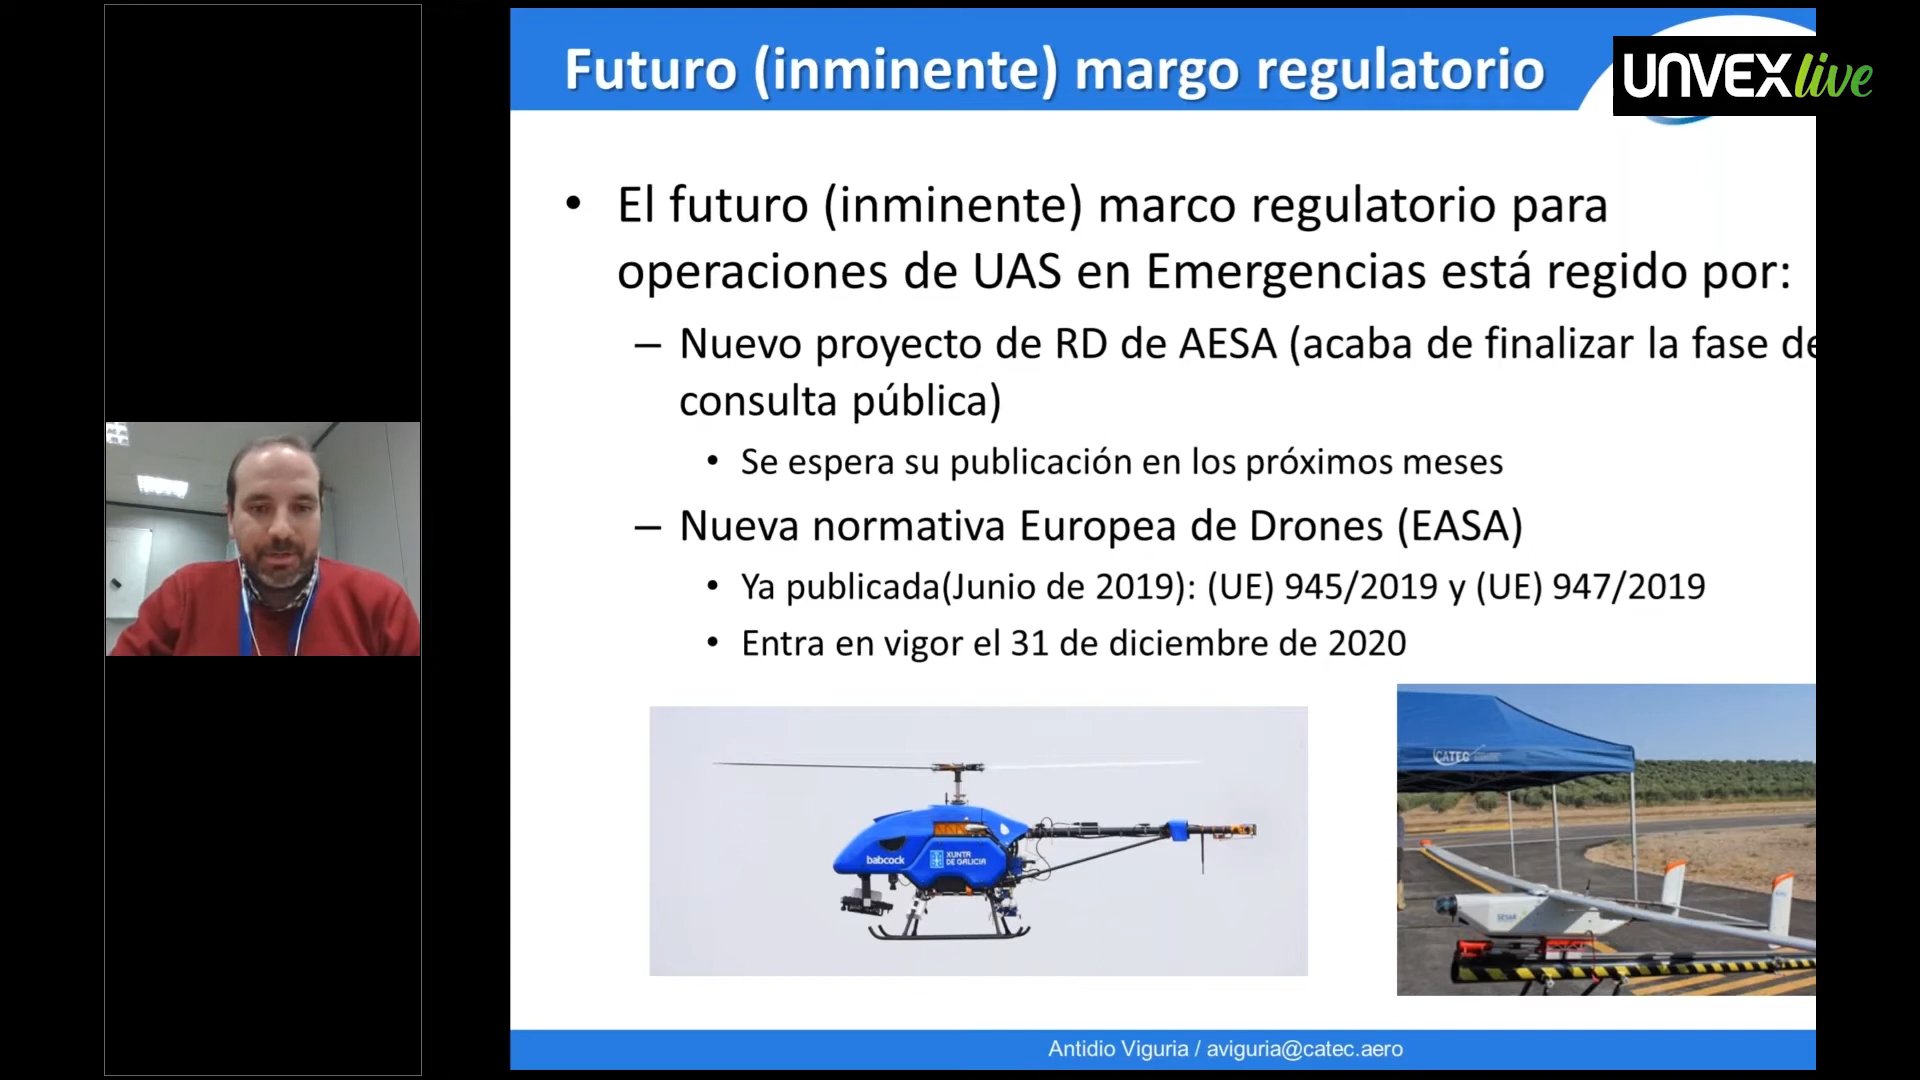 Futuro (inminente) margo regulatorio
UNVEXlive
• El futuro (inminente) marco regulatorio para
operaciones de UAS en Emergencias está regido por:
– Nuevo proyecto de RD de AESA (acaba de finalizar la fase de
consulta pública)
• Se espera su publicación en los próximos meses
– Nueva normativa Europea de Drones (EASA)
• Ya publicada(Junio de 2019): (UE) 945/2019 y (UE) 947/2019
• Entra en vigor el 31 de diciembre de 2020
babcock
XUNTA
DE GALICIA
CATEC
SESAR
Antidio Viguria / aviguria@catec.aero